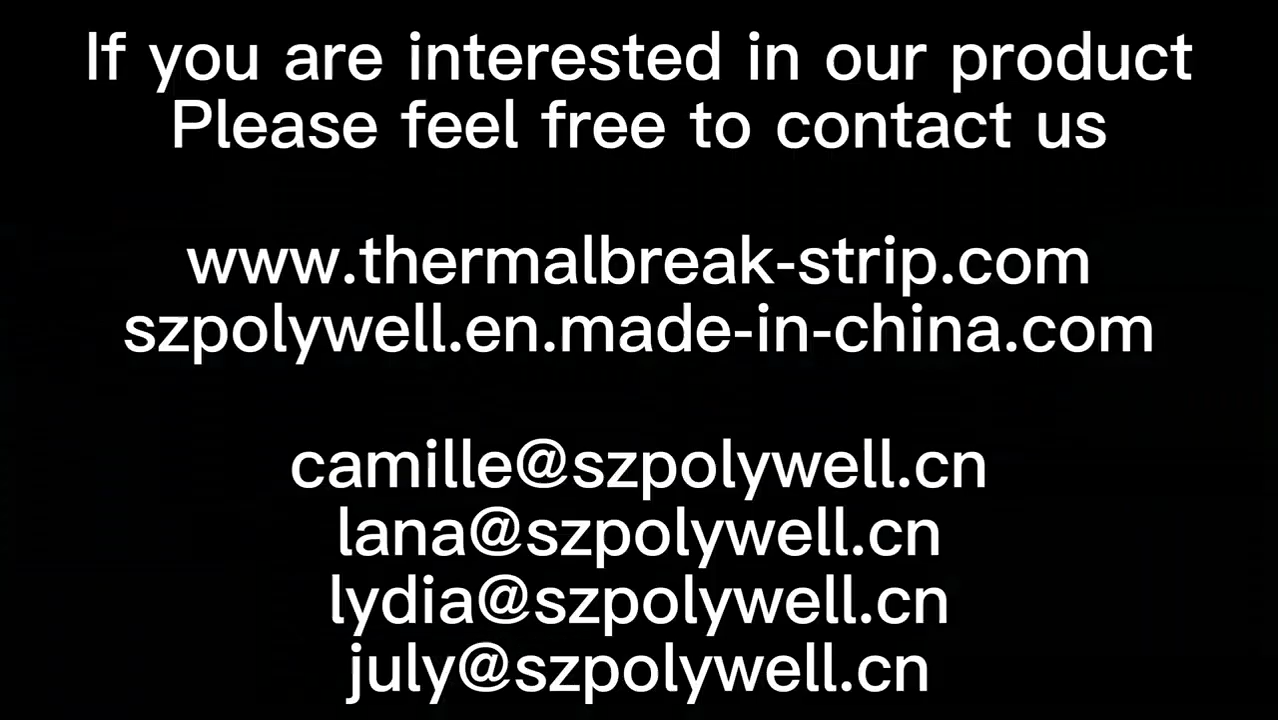 If you are interested in our product
Please feel free to contact us
www.thermalbreak-strip.com
szpolywell.en.made-in-china.com
camille@szpolywell.cn
lana@szpolywell.cn
lydia@szpolywell.cn
july@szpolywell.cn